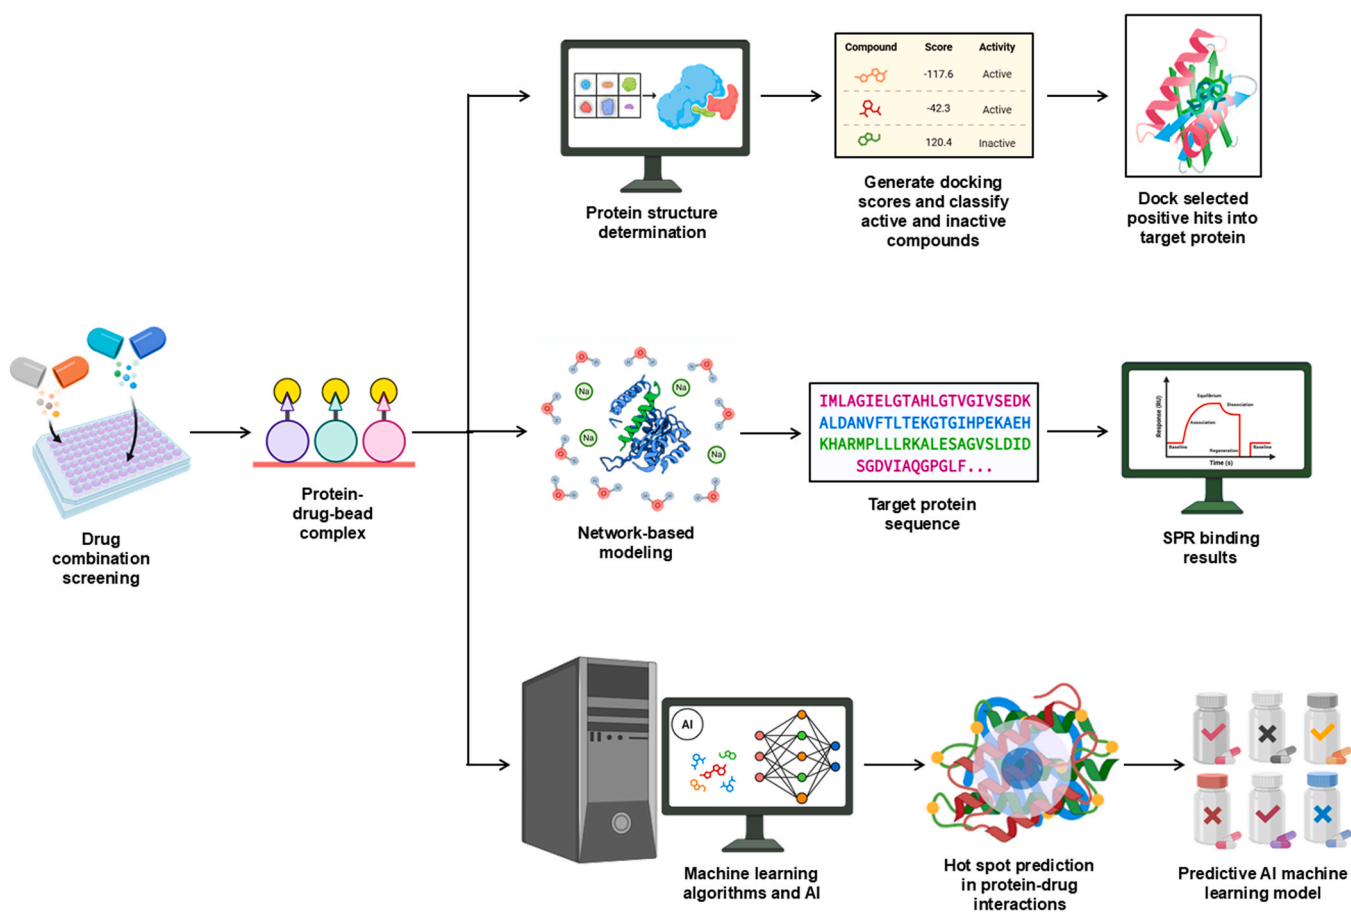 Compound Score Activity
-117.6 Active
-42.3 Active
120.4 Inactive
Protein structure
determination
Generate docking
scores and classify
active and inactive
compounds
Dock selected
positive hits into
target protein
Drug
combination
screening
Protein-
drug-bead
complex
Na
Na
Na
Na
Network-based
modeling
IMLAGIELGTAHLGTVGIVSEDK
ALDANVFTLTEKGTGIHPEKAEH
KHARMPLLLRKALESAGVSLDID
SGDVIAQGPGLF...
Target protein
sequence
Response (RU)
Equilibrium
Dissociation
Association
Baseline
Regeneration
Baseline
Time (s)
SPR binding
results
AI
Machine learning
algorithms and AI
Hot spot prediction
in protein-drug
interactions
Predictive AI machine
learning model